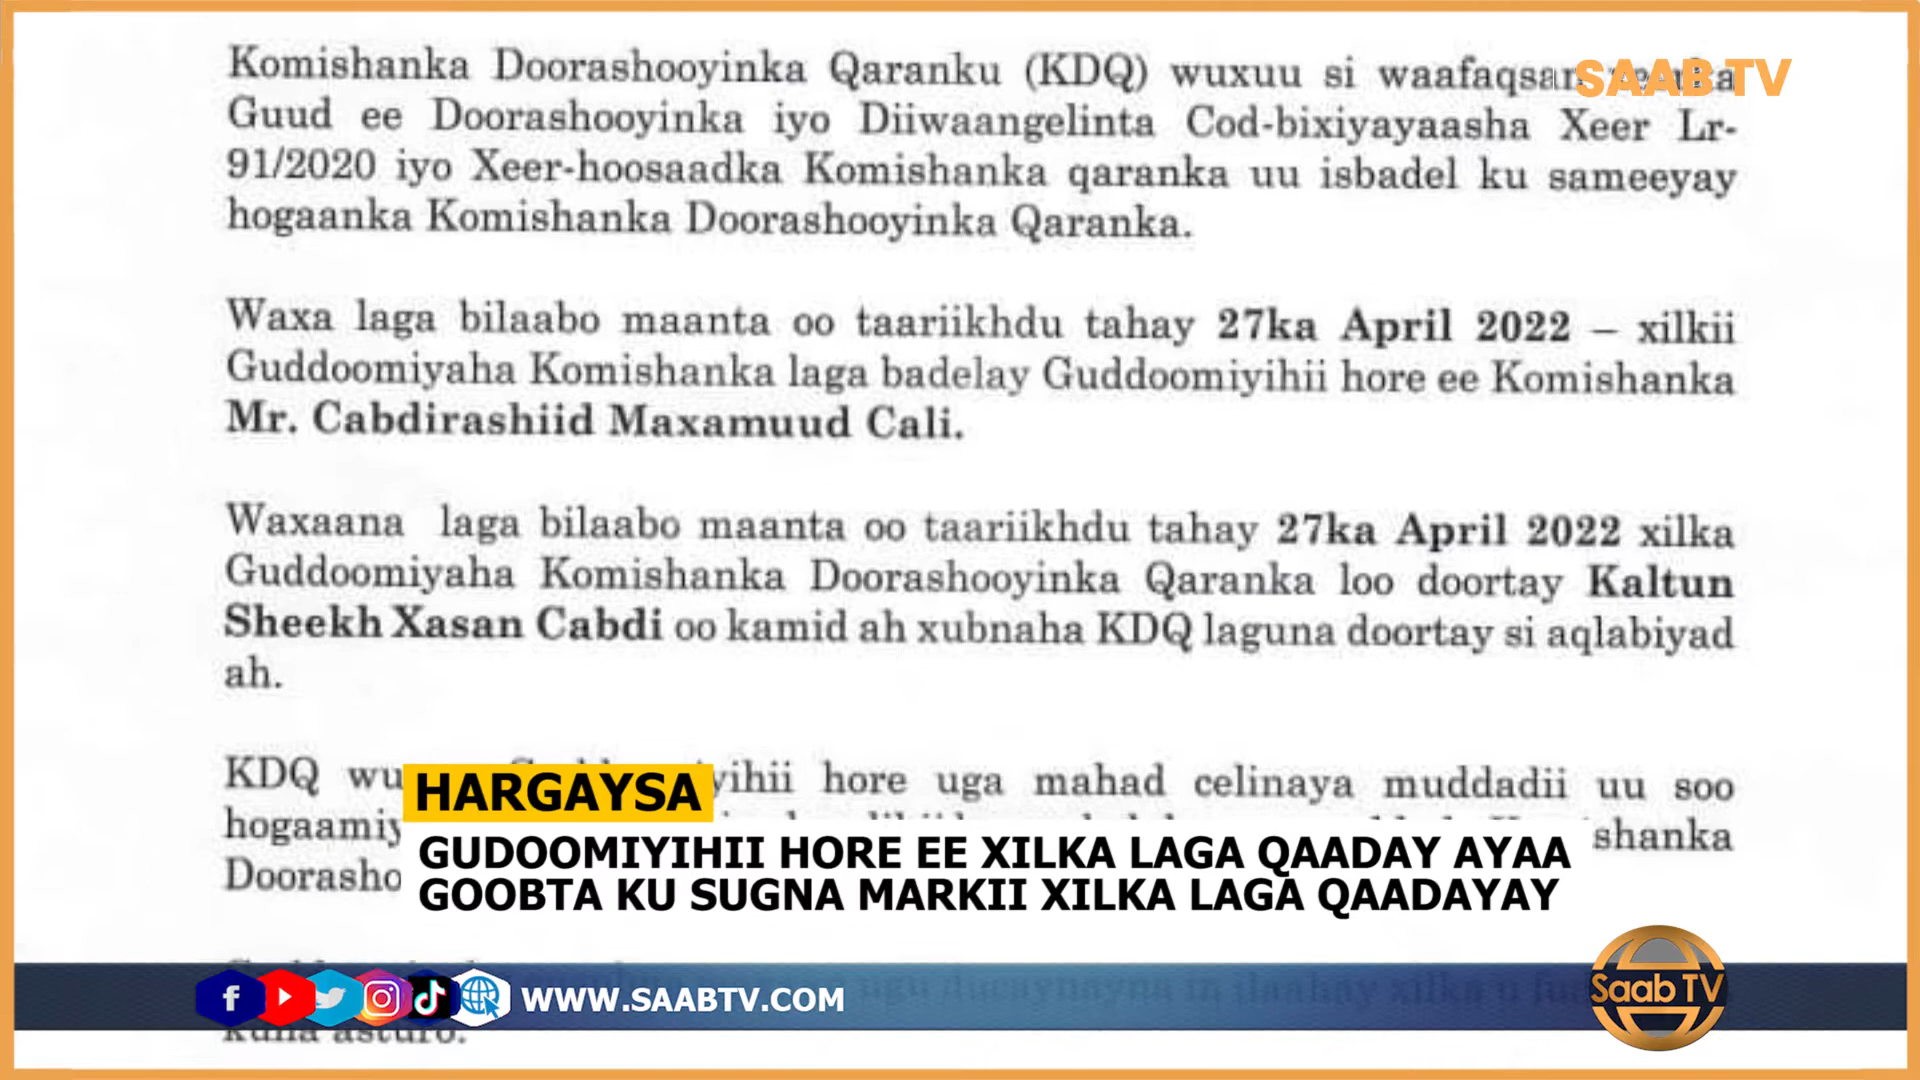 Komishanka Doorashooyinka Qaranku (KDQ) wuxuu si waafaqsan
SAAB TV
Guud ee Doorashooyinka iyo Diiwaangelinta Cod-bixiyayaasha Xeer Lr-
91/2020 iyo Xeer-hoosaadka Komishanka qaranka uu isbadel ku sameeyay
hogaanka Komishanka Doorashooyinka Qaranka.
Waxa laga bilaabo maanta oo taariikhdu tahay 27ka April 2022 – xilkii
Guddoomiyaha Komishanka laga badelay Guddoomiyihii hore ee Komishanka
Mr. Cabdirashiid Maxamuud Cali.
Waxaana laga bilaabo maanta oo taariikhdu tahay 27ka April 2022 xilka
Guddoomiyaha Komishanka Doorashooyinka Qaranka loo doortay Kaltun
Sheekh Xasan Cabdi oo kamid ah xubnaha KDQ laguna doortay si aqlabiyad
ah.
KDQ hore uga mahad celinaya muddadii uu soo
HARGAYSA
GUDOOMIYIHII HORE EE XILKA LAGA QAADAY AYAA
GOOBTA KU SUGNA MARKII XILKA LAGA QAADAYAY
WWW.SAABTV.COM
Saab TV